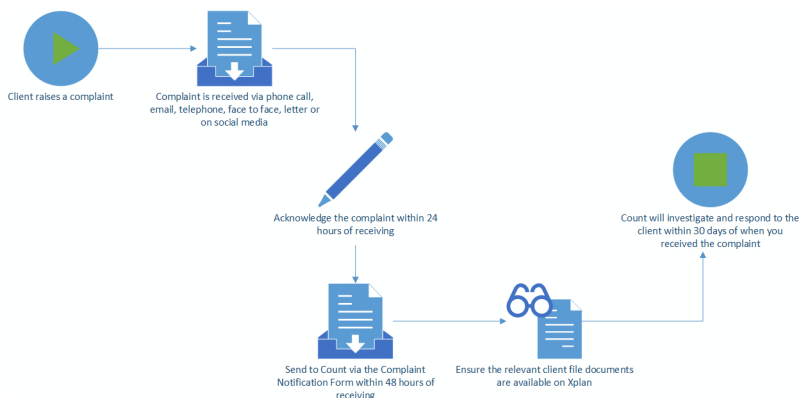 Client raises a complaint
Complaint is received via phone call,
email, telephone, face to face, letter or
on social media
Acknowledge the complaint within 24
hours of receiving
Send to Count via the Complaint
Notification Form within 48 hours of
receiving
Ensure the relevant client file documents
are available on Xplan
Count will investigate and respond to the
client within 30 days of when you
received the complaint